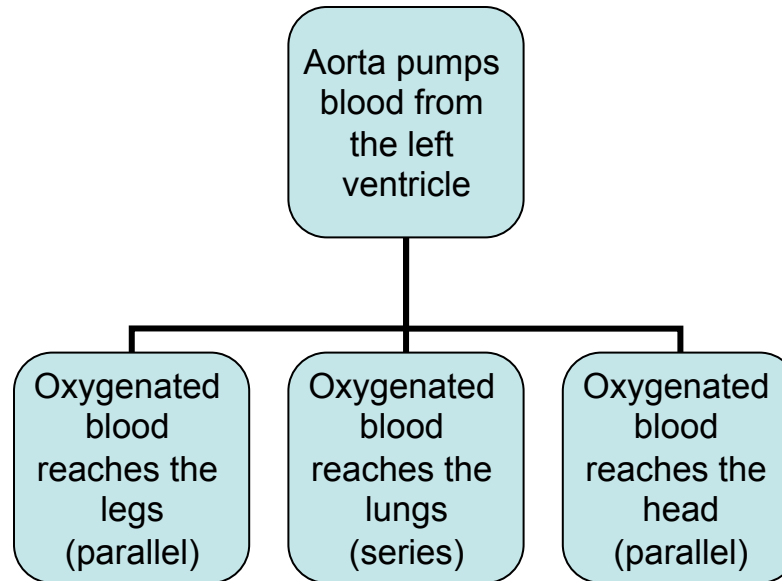 Aorta pumps
blood from
the left
ventricle
Oxygenated
blood
reaches the
legs
(parallel)
Oxygenated
blood
reaches the
lungs
(series)
Oxygenated
blood
reaches the
head
(parallel)